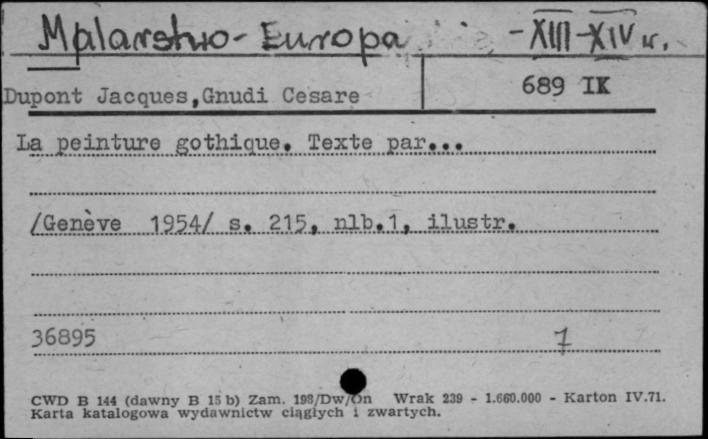 Malarstwo - Europa - XIII - XIV w.
Dupont Jacques,Gnudi Cesare 689 IK
La peinture gothique. Texte par...
/Genève 1954/ s. 215, nlb.1, ilustr.
36895 7
CWD B 144 (dawny B 15 b) Zam. 198/Dw/On Wrak 239 - 1.660.000 - Karton IV.71.
Karta katalogowa wydawnictw ciągłych i zwartych.